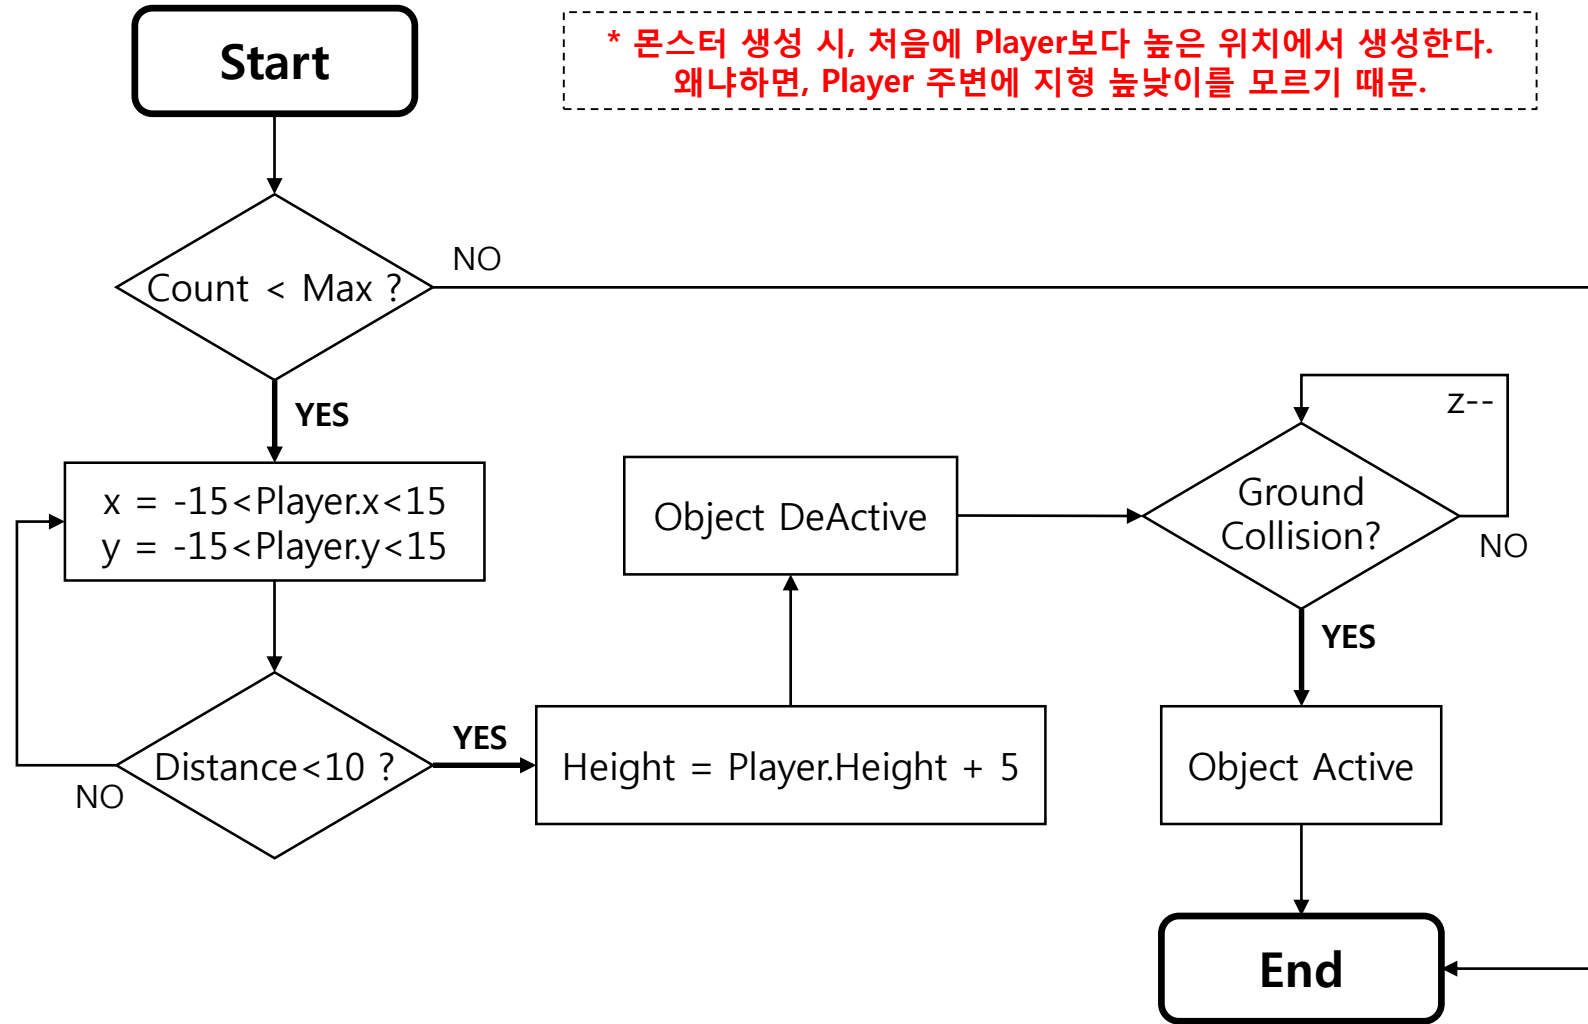 Start
* 몬스터 생성 시, 처음에 Player보다 높은 위치에서 생성한다.
왜냐하면, Player 주변에 지형 높낮이를 모르기 때문.
Count < Max ?
NO
YES
x = -15<Player.x<15
y = -15<Player.y<15
Distance<10 ?
NO
YES
Height = Player.Height + 5
Object DeActive
Ground
Collision?
z--
NO
YES
Object Active
End